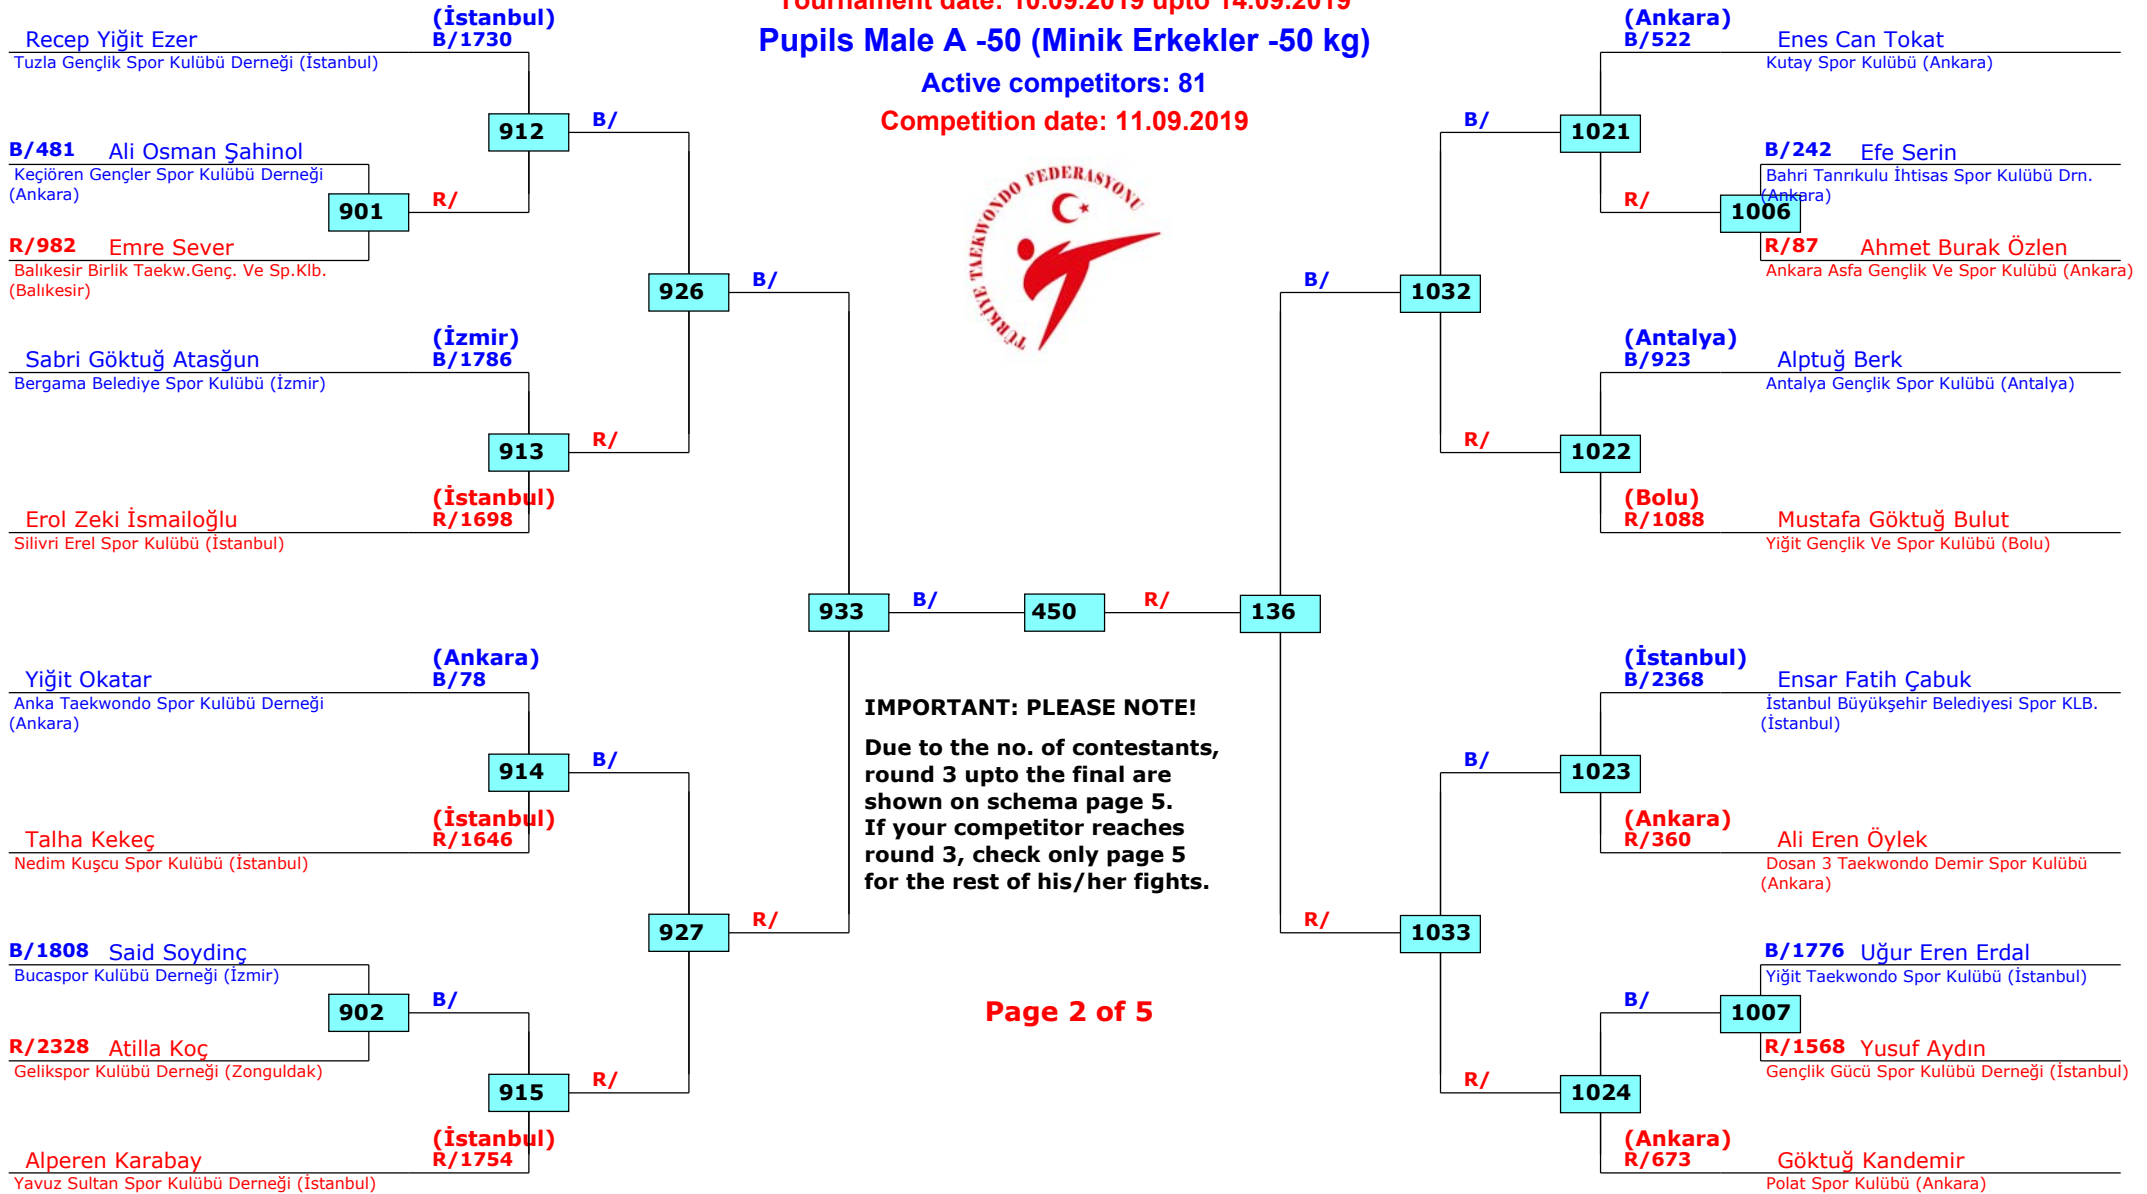 Tournament date: 10.09.2019 upto 14.09.2019
Pupils Male A -50 (Minik Erkekler -50 kg)
Active competitors: 81
Competition date: 11.09.2019
TÜRKİYE TAEKWONDO FEDERASYONU
(İstanbul)
Recep Yiğit Ezer B/1730
Tuzla Gençlik Spor Kulübü Derneği (İstanbul)
912
B/
B/481 Ali Osman Şahinol
Keçiören Gençler Spor Kulübü Derneği
(Ankara)
901
R/
R/982 Emre Sever
Balıkesir Birlik Taekw.Genç. Ve Sp.Klb.
(Balıkesir)
926
B/
(İzmir)
Sabri Göktuğ Atasğun B/1786
Bergama Belediye Spor Kulübü (İzmir)
913
R/
(İstanbul)
Erol Zeki İsmailoğlu R/1698
Silivri Erel Spor Kulübü (İstanbul)
933
B/
450
R/
136
(Ankara)
Yiğit Okatar B/78
Anka Taekwondo Spor Kulübü Derneği
(Ankara)
914
B/
(İstanbul)
Talha Kekeç R/1646
Nedim Kuşcu Spor Kulübü (İstanbul)
927
R/
B/1808 Said Soydinç
Bucaspor Kulübü Derneği (İzmir)
902
B/
R/2328 Atilla Koç
Gelikspor Kulübü Derneği (Zonguldak)
915
R/
(İstanbul)
Alperen Karabay R/1754
Yavuz Sultan Spor Kulübü Derneği (İstanbul)
IMPORTANT: PLEASE NOTE!
Due to the no. of contestants,
round 3 upto the final are
shown on schema page 5.
If your competitor reaches
round 3, check only page 5
for the rest of his/her fights.
Page 2 of 5
(Ankara)
B/522 Enes Can Tokat
Kutay Spor Kulübü (Ankara)
B/
1021
B/242 Efe Serin
Bahri Tanrıkulu İhtisas Spor Kulübü Drn.
(Ankara)
R/
1006
R/87 Ahmet Burak Özlen
Ankara Asfa Gençlik Ve Spor Kulübü (Ankara)
B/
1032
(Antalya)
B/923 Alptuğ Berk
Antalya Gençlik Spor Kulübü (Antalya)
R/
1022
(Bolu)
R/1088 Mustafa Göktuğ Bulut
Yiğit Gençlik Ve Spor Kulübü (Bolu)
(İstanbul)
B/2368 Ensar Fatih Çabuk
İstanbul Büyükşehir Belediyesi Spor KLB.
(İstanbul)
B/
1023
(Ankara)
R/360 Ali Eren Öylek
Dosan 3 Taekwondo Demir Spor Kulübü
(Ankara)
R/
1033
B/1776 Uğur Eren Erdal
Yiğit Taekwondo Spor Kulübü (İstanbul)
B/
1007
R/1568 Yusuf Aydın
Gençlik Gücü Spor Kulübü Derneği (İstanbul)
R/
1024
(Ankara)
R/673 Göktuğ Kandemir
Polat Spor Kulübü (Ankara)